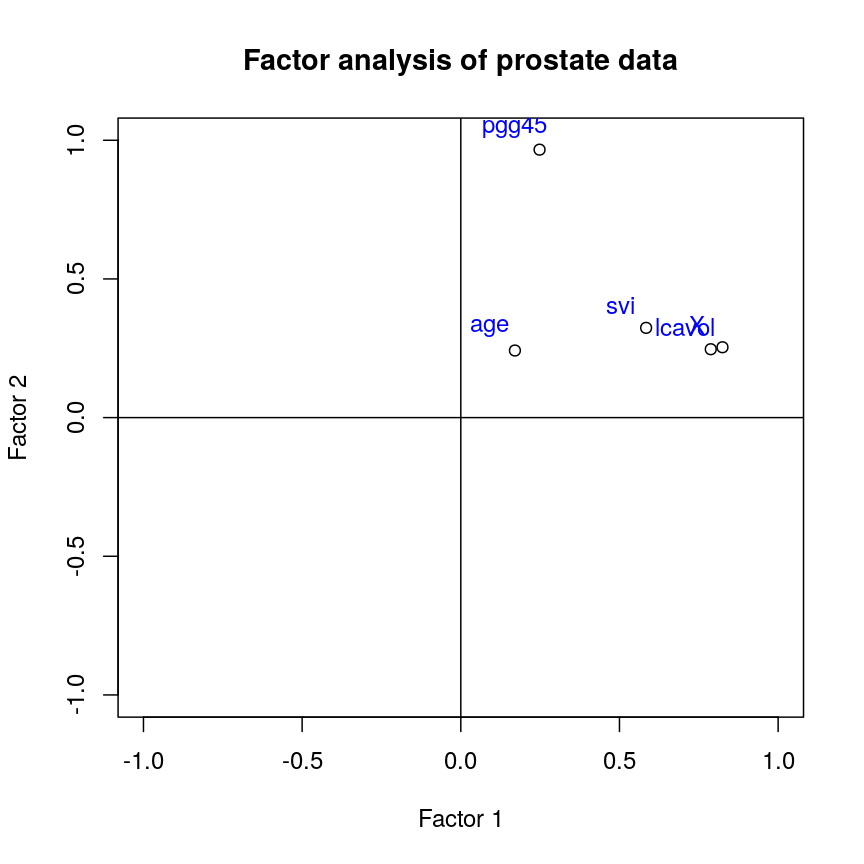 Factor analysis of prostate data
pgg45
svi
age
lcavol
X
1.0
0.5
0.0
-0.5
-1.0
Factor 2
-1.0 -0.5 0.0 0.5 1.0
Factor 1